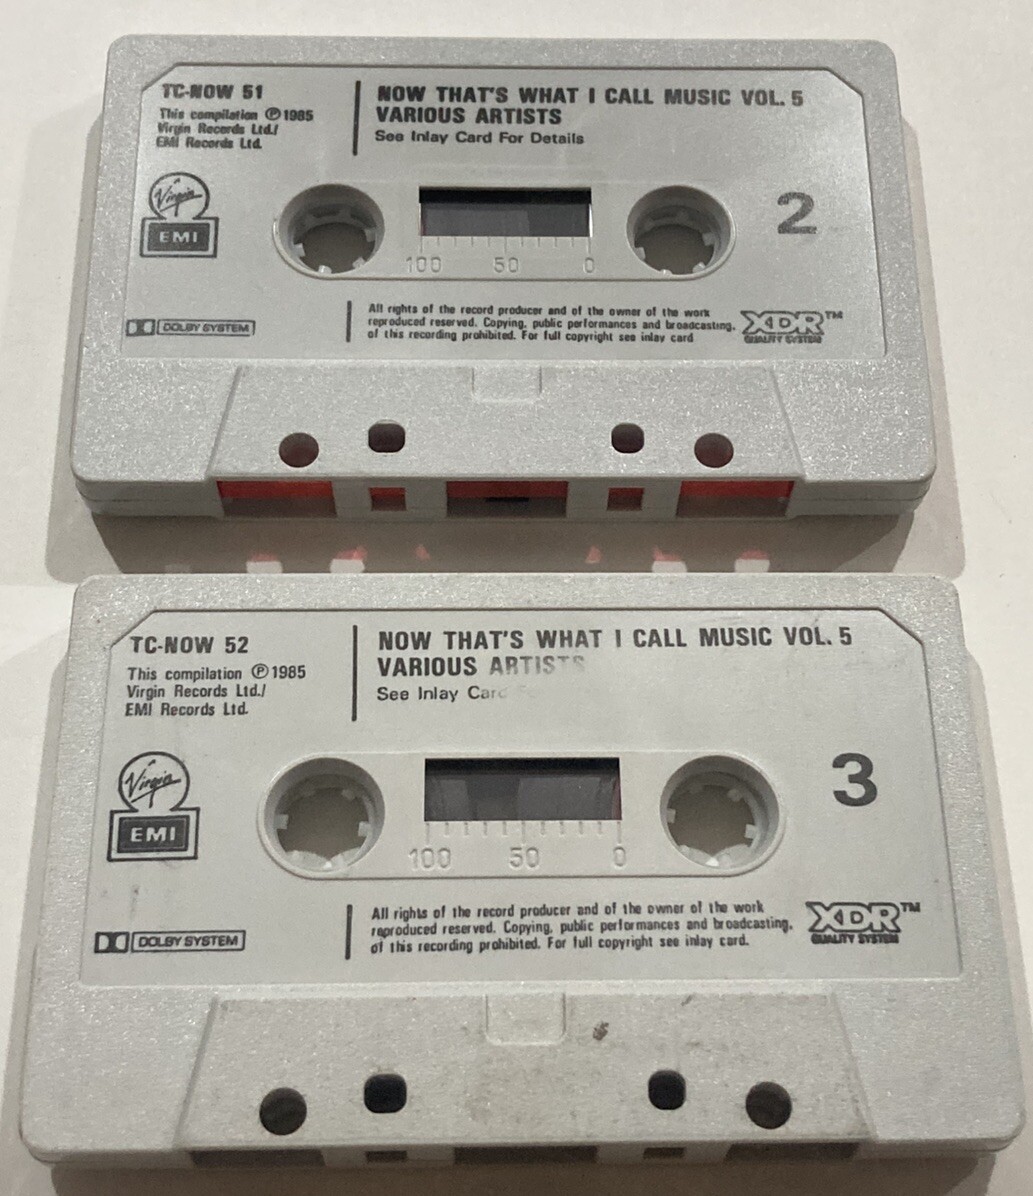 TC-NOW 51
This compilation ℗ 1985
Virgin Records Ltd./
EMI Records Ltd.
NOW THAT'S WHAT I CALL MUSIC VOL. 5
VARIOUS ARTISTS
See Inlay Card For Details
Virgin
EMI
100 50 0
2
DOLBY SYSTEM
All rights of the record producer and of the owner of the work
reproduced reserved. Copying, public performances and broadcasting,
of this recording prohibited. For full copyright see inlay card
XDR™
QUALITY SYSTEM
TC-NOW 52
This compilation ℗ 1985
Virgin Records Ltd./
EMI Records Ltd.
NOW THAT'S WHAT I CALL MUSIC VOL. 5
VARIOUS ARTISTS
See Inlay Card
Virgin
EMI
100 50 0
3
DOLBY SYSTEM
All rights of the record producer and of the owner of the work
reproduced reserved. Copying, public performances and broadcasting,
of this recording prohibited. For full copyright see inlay card.
XDR™
QUALITY SYSTEM